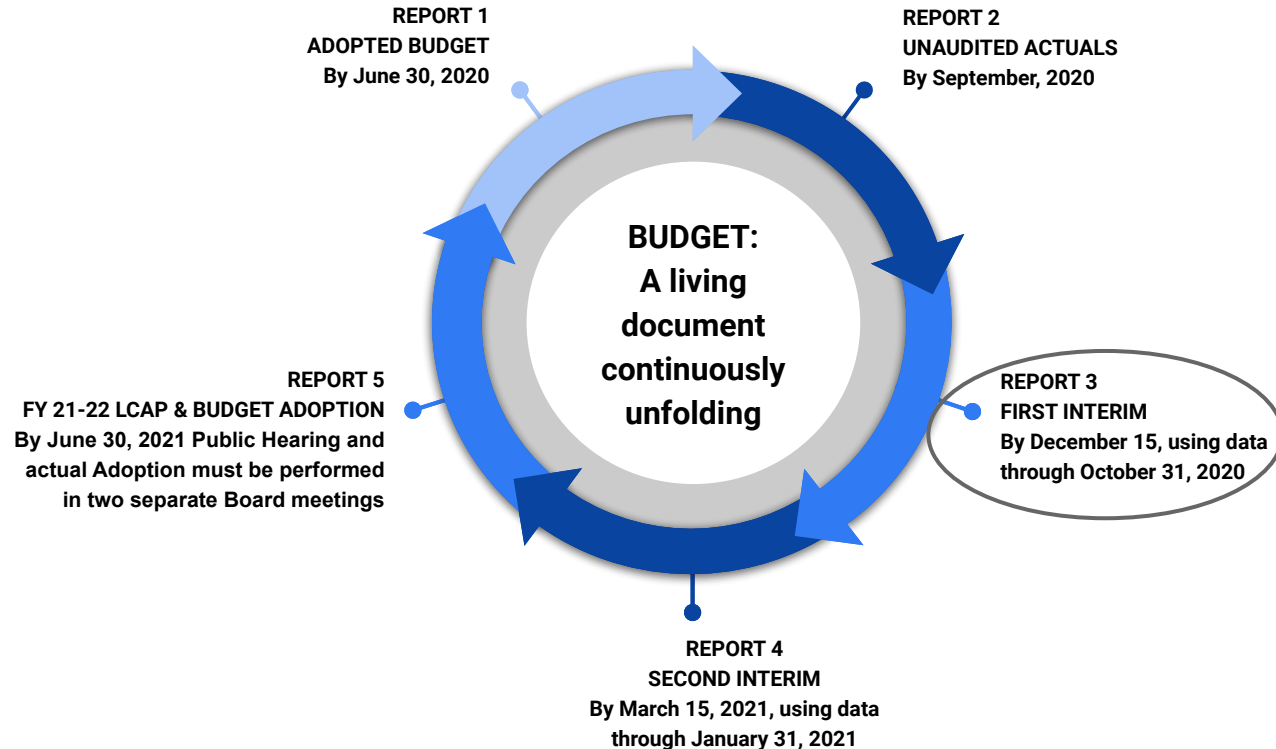 REPORT 1
ADOPTED BUDGET
By June 30, 2020
REPORT 2
UNAUDITED ACTUALS
By September, 2020
BUDGET:
A living
document
continuously
unfolding
REPORT 3
FIRST INTERIM
By December 15, using data
through October 31, 2020
REPORT 4
SECOND INTERIM
By March 15, 2021, using data
through January 31, 2021
REPORT 5
FY 21-22 LCAP & BUDGET ADOPTION
By June 30, 2021 Public Hearing and
actual Adoption must be performed
in two separate Board meetings